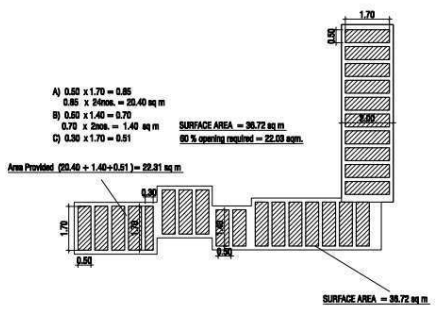 1.70
0.50
A) 0.50 x 1.70 = 0.85
0.85 x 24nos. = 20.40 sq m
B) 0.50 x 1.40 = 0.70
0.70 x 2nos. = 1.40 sq m
C) 0.30 x 1.70 = 0.51
SURFACE AREA = 36.72 sq m
60 % opening required = 22.03 sqm.
2.00
Area Provided (20.40 + 1.40+0.51 )= 22.31 sq m
0.30
1.70
1.70
1.40
0.50
0.50
SURFACE AREA = 36.72 sq m